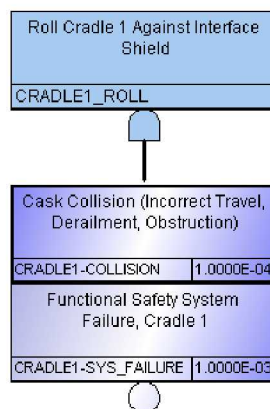 Roll Cradle 1 Against Interface
Shield
CRADLE1_ROLL
Cask Collision (Incorrect Travel,
Derailment, Obstruction)
CRADLE1-COLLISION 1.0000E-04
Functional Safety System
Failure, Cradle 1
CRADLE1-SYS_FAILURE 1.0000E-03